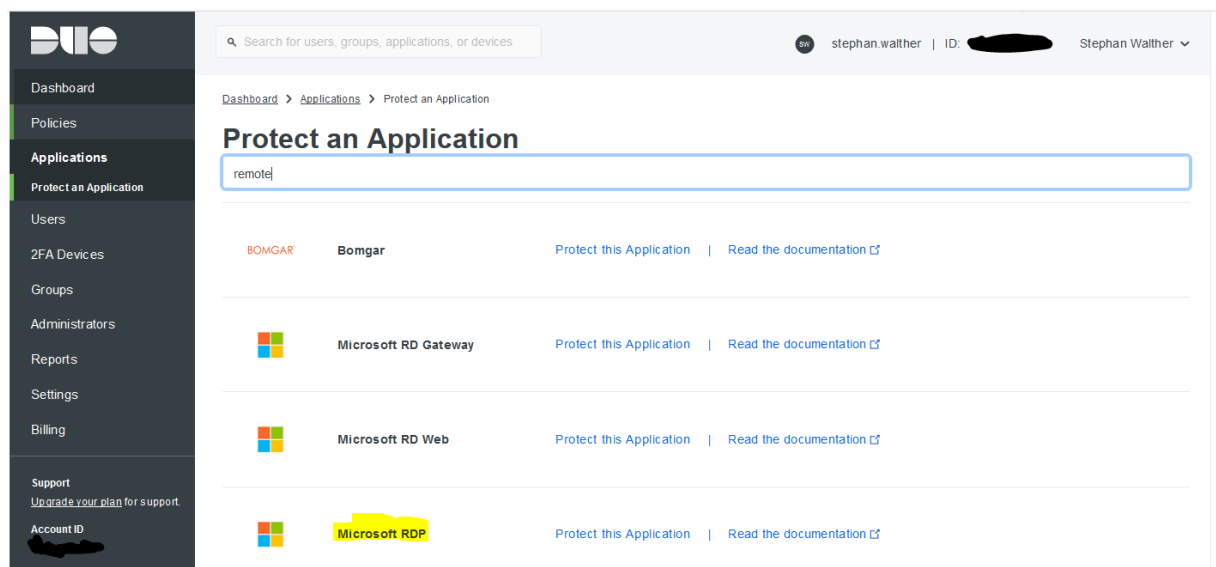 DUO
Search for users, groups, applications, or devices
SW stephan.walther | ID: Stephan Walther
Dashboard
Policies
Applications
Protect an Application
Users
2FA Devices
Groups
Administrators
Reports
Settings
Billing
Support
Upgrade your plan for support.
Account ID
Dashboard > Applications > Protect an Application
Protect an Application
remote
BOMGAR Bomgar Protect this Application | Read the documentation
Microsoft RD Gateway Protect this Application | Read the documentation
Microsoft RD Web Protect this Application | Read the documentation
Microsoft RDP Protect this Application | Read the documentation